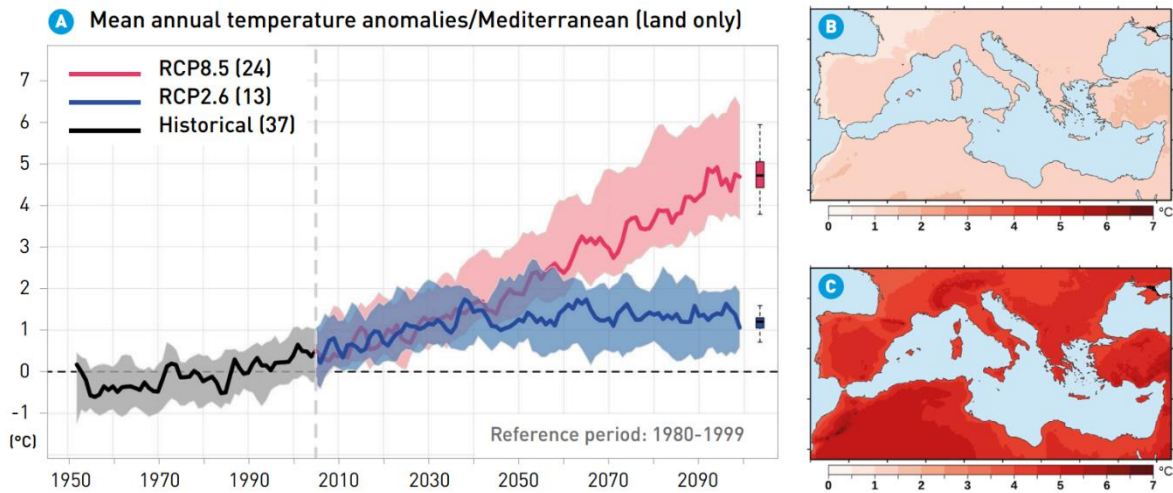 A Mean annual temperature anomalies/Mediterranean (land only)
RCP8.5 (24)
RCP2.6 (13)
Historical (37)
7
6
5
4
3
2
1
0
-1
(°C)
Reference period: 1980-1999
1950 1970 1990 2010 2030 2050 2070 2090
B
0 1 2 3 4 5 6 7 °C
C
0 1 2 3 4 5 6 7 °C